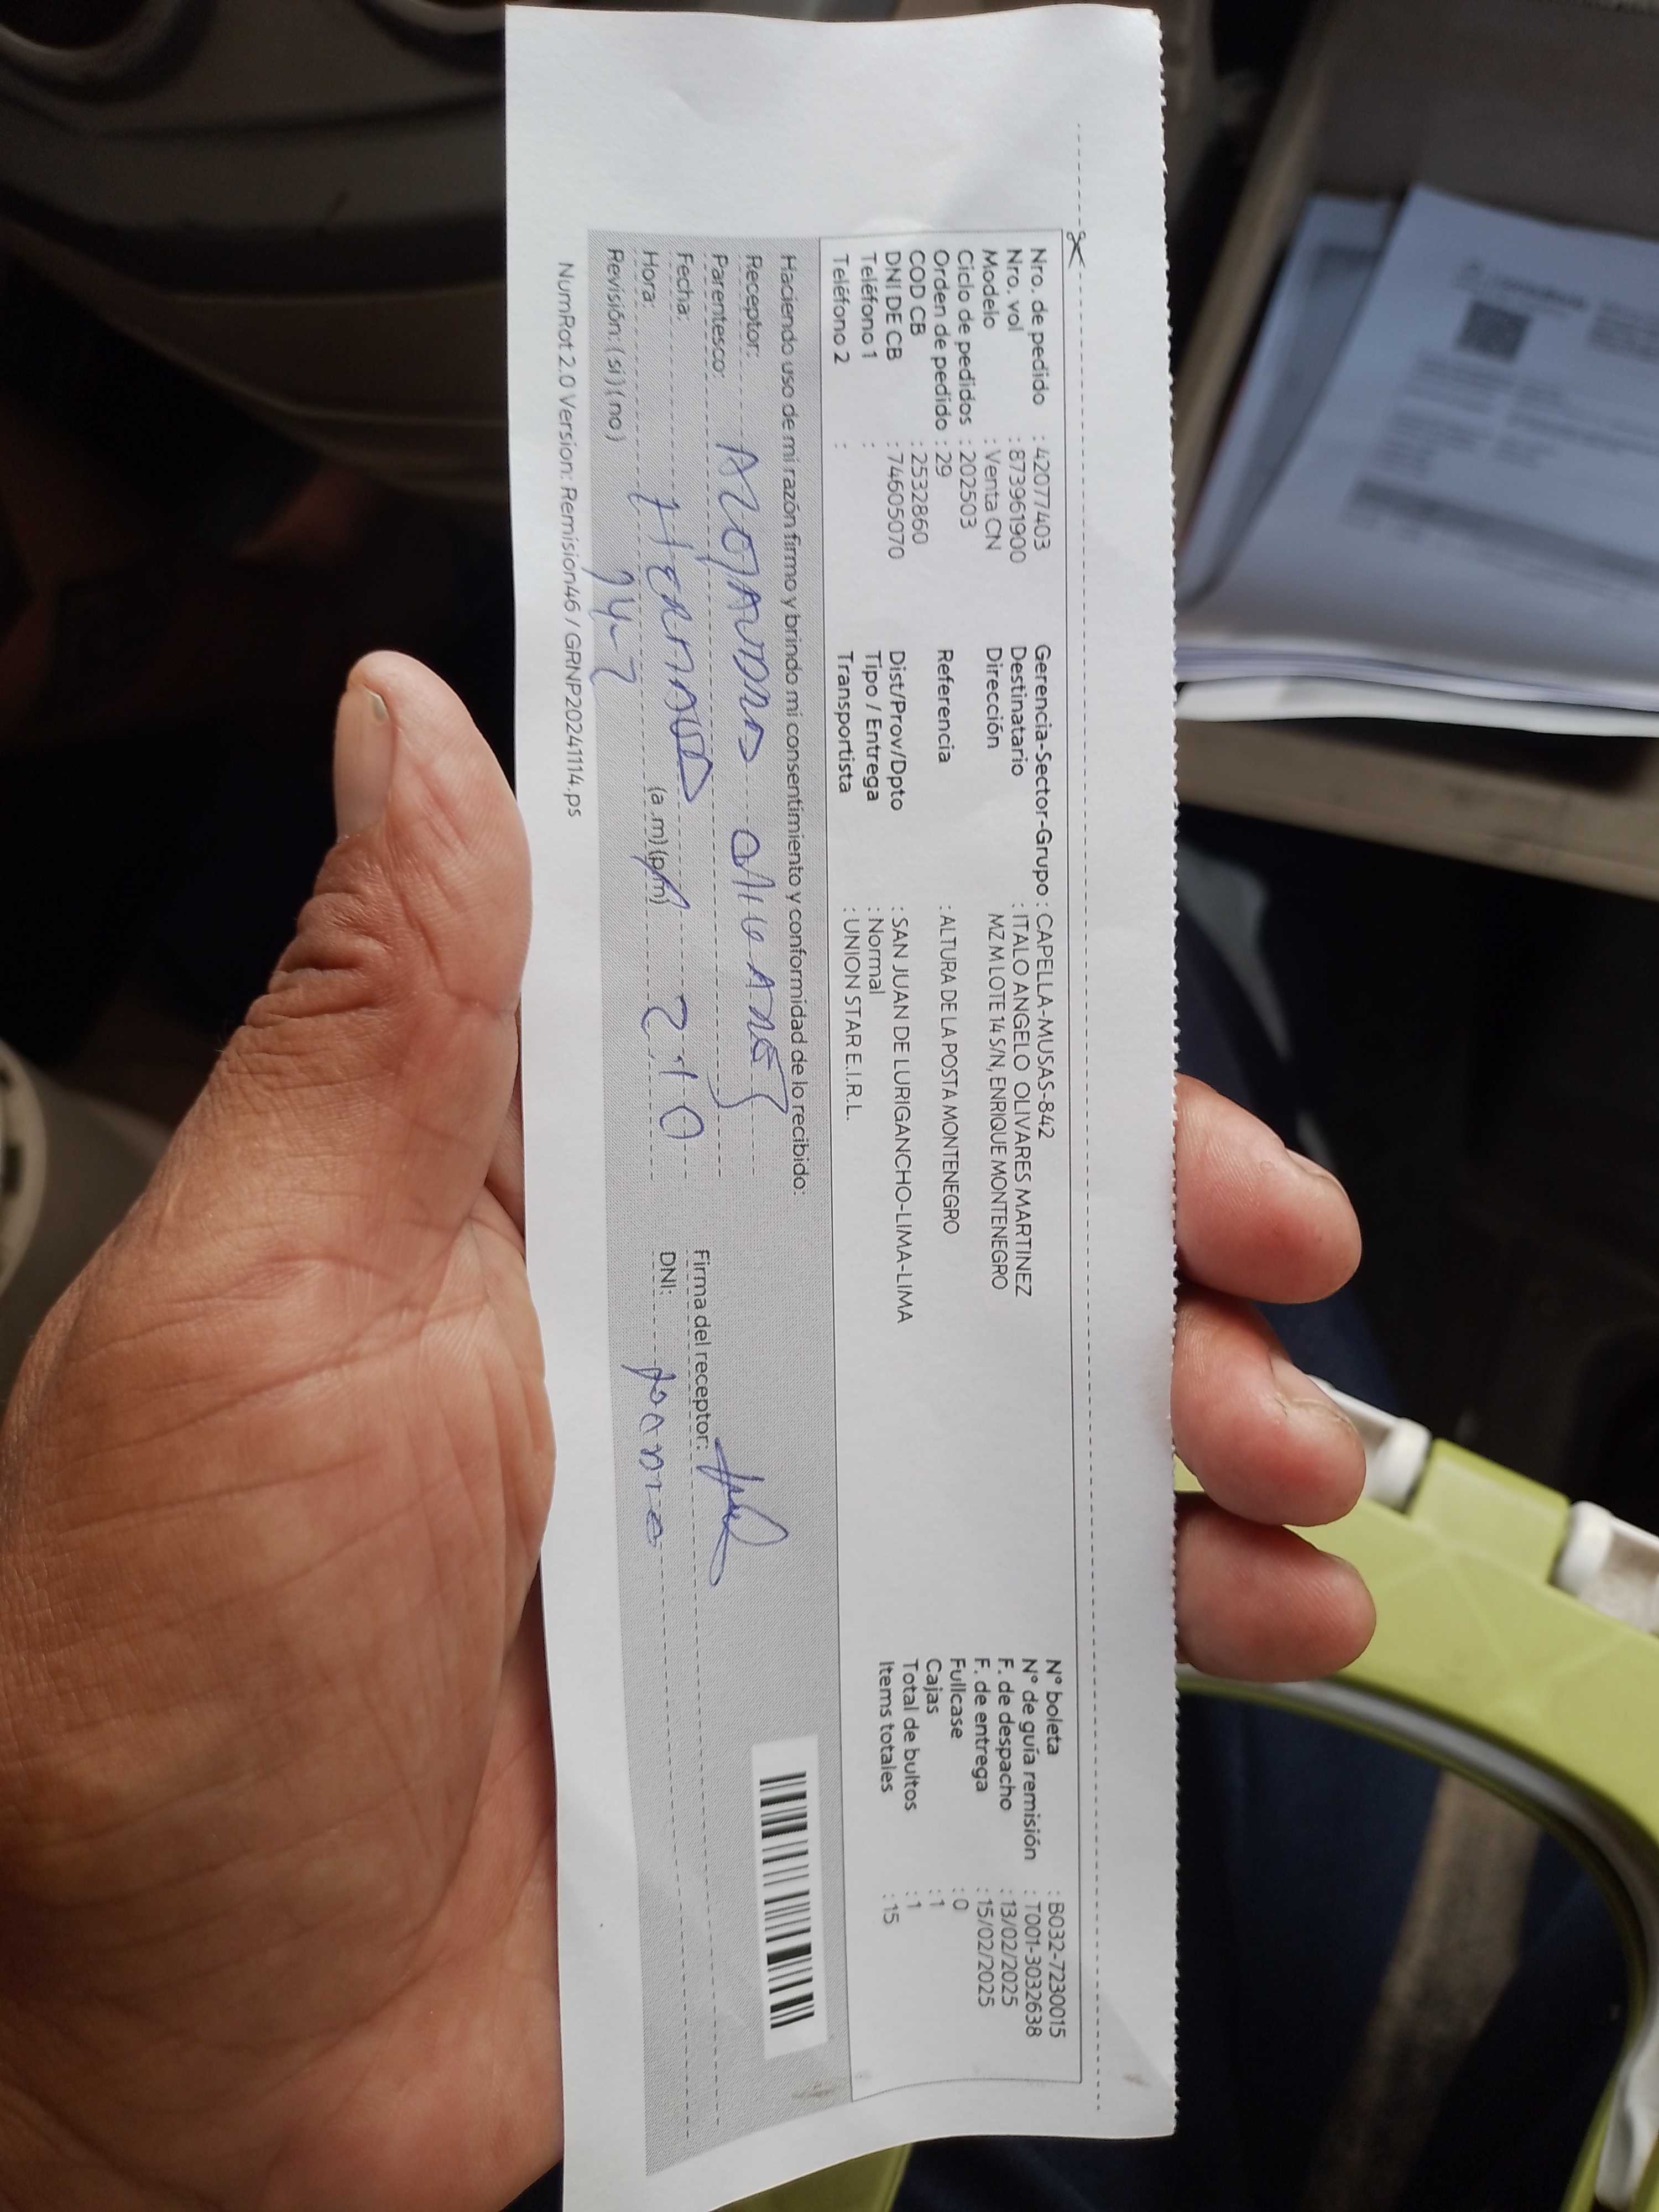 Nro. de pedido : 42077403
Nro. vol : 873961900
Modelo : Venta CN
Ciclo de pedidos : 202503
Orden de pedido : 29
COD CB : 2532860
DNI DE CB : 74605070
Teléfono 1 :
Teléfono 2 :
Gerencia-Sector-Grupo : CAPELLA-MUSAS-842
Destinatario : ITALO ANGELO OLIVARES MARTINEZ
Dirección MZ M LOTE 14 S/N, ENRIQUE MONTENEGRO
Referencia : ALTURA DE LA POSTA MONTENEGRO
Dist/Prov/Dpto : SAN JUAN DE LURIGANCHO-LIMA-LIMA
Tipo / Entrega : Normal
Transportista : UNION STAR E.I.R.L.
N° boleta : B032-7230015
N° de guía remisión : T001-3032638
F. de despacho : 13/02/2025
F. de entrega : 15/02/2025
Fullcase : 0
Cajas : 1
Total de bultos : 1
Items totales : 15
Haciendo uso de mi razón firmo y brindo mi consentimiento y conformidad de lo recibido:
Receptor:
Parentesco:
Fecha:
Hora: (a.m) (p.m) 2:10
Revisión: (si) (no)
Firma del receptor:
DNI:
NumRot 2.0 Version: Remision46 / GRNP20241114.ps